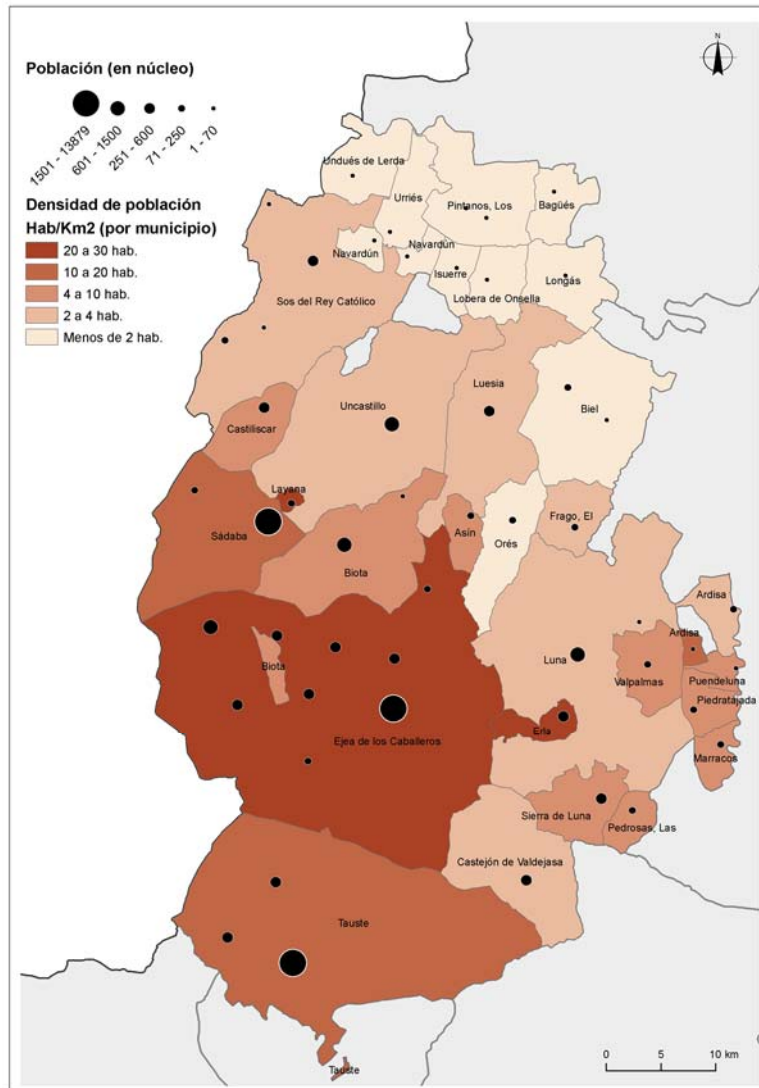 N
Población (en núcleo)
1501 - 13879
601 - 1500
251 - 600
71 - 250
1 - 70
Densidad de población
Hab/Km2 (por municipio)
20 a 30 hab.
10 a 20 hab.
4 a 10 hab.
2 a 4 hab.
Menos de 2 hab.
Undués de Lerda
Urriés
Pintanos, Los
Bagüés
Navardún
Navardún
Isuerre
Lobera de Onsella
Longás
Sos del Rey Católico
Luesia
Uncastillo
Biel
Castiliscar
Layana
Sádaba
Asín
Orés
Frago, El
Biota
Ardisa
Ardisa
Luna
Biota
Valpalmas
Puendeluna
Piedratajada
Erla
Ejea de los Caballeros
Marracos
Sierra de Luna
Pedrosas, Las
Castejón de Valdejasa
Tauste
Tauste
0 5 10 km